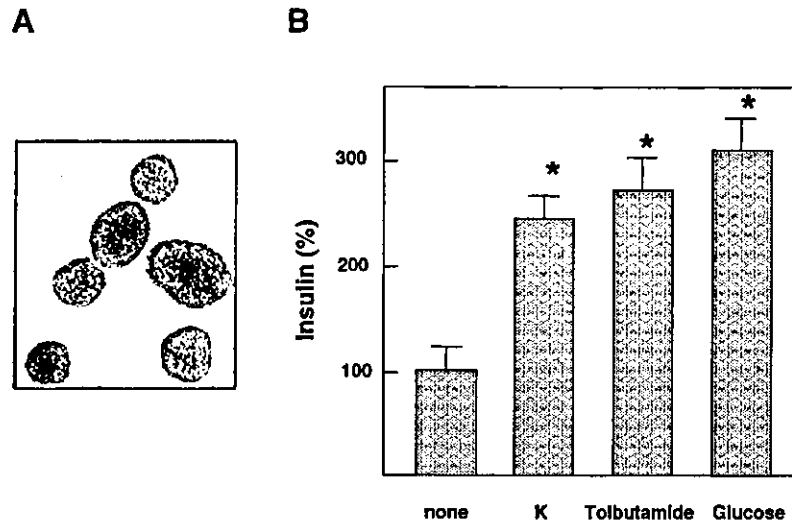 A
B
Insulin (%)
300
200
100
*
*
*
none K Tolbutamide Glucose